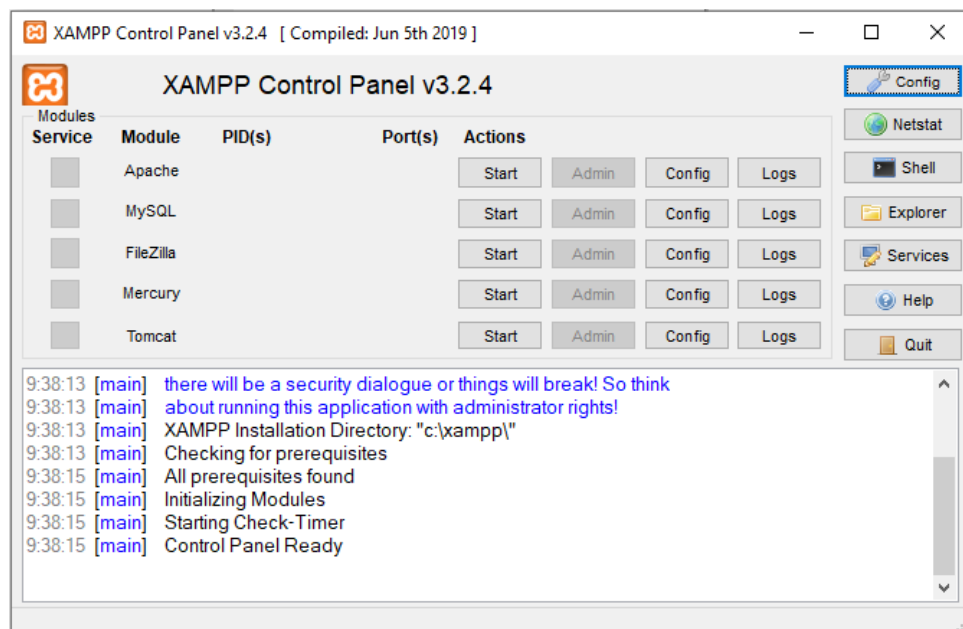 XAMPP Control Panel v3.2.4 [ Compiled: Jun 5th 2019 ]
XAMPP Control Panel v3.2.4
Config
Modules
Service Module PID(s) Port(s) Actions
Netstat
Apache Start Admin Config Logs
Shell
MySQL Start Admin Config Logs
Explorer
FileZilla Start Admin Config Logs
Services
Mercury Start Admin Config Logs
Help
Tomcat Start Admin Config Logs
Quit
9:38:13 [main] there will be a security dialogue or things will break! So think
9:38:13 [main] about running this application with administrator rights!
9:38:13 [main] XAMPP Installation Directory: "c:\xampp\"
9:38:13 [main] Checking for prerequisites
9:38:15 [main] All prerequisites found
9:38:15 [main] Initializing Modules
9:38:15 [main] Starting Check-Timer
9:38:15 [main] Control Panel Ready